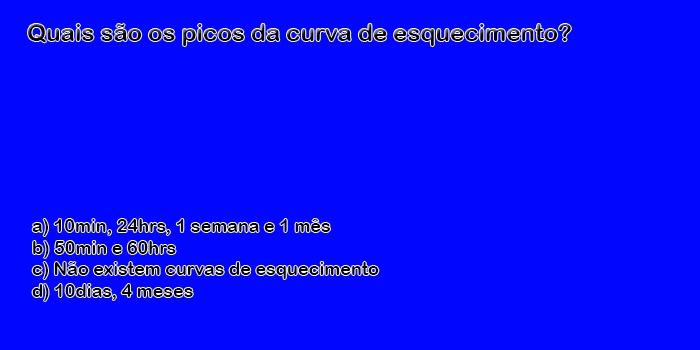 Quais são os picos da curva de esquecimento?
a) 10min, 24hrs, 1 semana e 1 mês
b) 50min e 60hrs
c) Não existem curvas de esquecimento
d) 10dias, 4 meses